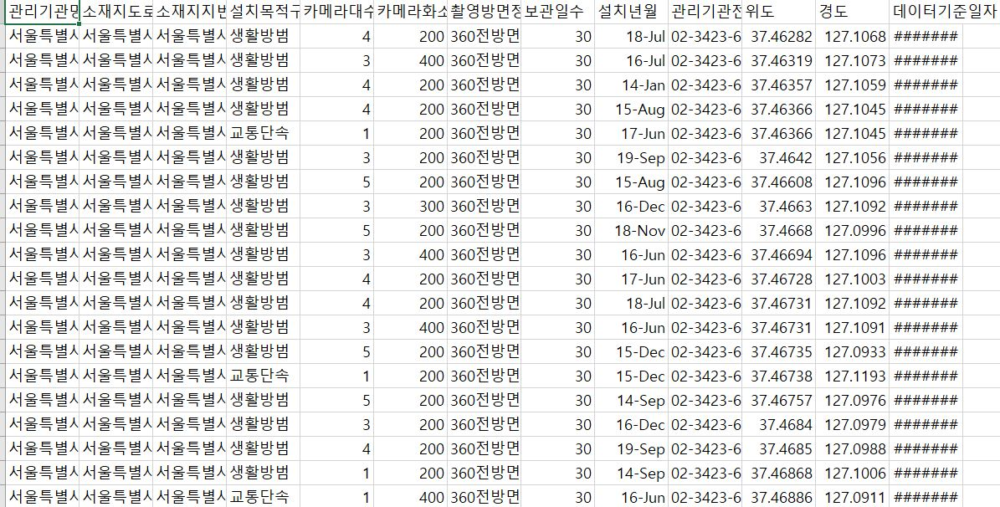 관리기관명 소재지도로 소재지지번 설치목적구 카메라대수 카메라화소 촬영방면정 보관일수 설치년월 관리기관전 위도 경도 데이터기준일자
서울특별시 서울특별시 서울특별시 생활방범 4 200 360전방면 30 18-Jul 02-3423-6 37.46282 127.1068 #######
서울특별시 서울특별시 서울특별시 생활방범 3 400 360전방면 30 16-Jul 02-3423-6 37.46319 127.1073 #######
서울특별시 서울특별시 서울특별시 생활방범 4 200 360전방면 30 14-Jan 02-3423-6 37.46357 127.1059 #######
서울특별시 서울특별시 서울특별시 생활방범 4 200 360전방면 30 15-Aug 02-3423-6 37.46366 127.1045 #######
서울특별시 서울특별시 서울특별시 교통단속 1 200 360전방면 30 17-Jun 02-3423-6 37.46366 127.1045 #######
서울특별시 서울특별시 서울특별시 생활방범 3 200 360전방면 30 19-Sep 02-3423-6 37.4642 127.1056 #######
서울특별시 서울특별시 서울특별시 생활방범 5 200 360전방면 30 15-Aug 02-3423-6 37.46608 127.1096 #######
서울특별시 서울특별시 서울특별시 생활방범 3 300 360전방면 30 16-Dec 02-3423-6 37.4663 127.1092 #######
서울특별시 서울특별시 서울특별시 생활방범 5 200 360전방면 30 18-Nov 02-3423-6 37.4668 127.0996 #######
서울특별시 서울특별시 서울특별시 생활방범 3 400 360전방면 30 16-Jun 02-3423-6 37.46694 127.1096 #######
서울특별시 서울특별시 서울특별시 생활방범 4 200 360전방면 30 17-Jun 02-3423-6 37.46728 127.1003 #######
서울특별시 서울특별시 서울특별시 생활방범 4 200 360전방면 30 18-Jul 02-3423-6 37.46731 127.1092 #######
서울특별시 서울특별시 서울특별시 생활방범 3 400 360전방면 30 16-Jun 02-3423-6 37.46731 127.1091 #######
서울특별시 서울특별시 서울특별시 생활방범 5 200 360전방면 30 15-Dec 02-3423-6 37.46735 127.0933 #######
서울특별시 서울특별시 서울특별시 교통단속 1 200 360전방면 30 15-Dec 02-3423-6 37.46738 127.1193 #######
서울특별시 서울특별시 서울특별시 생활방범 5 200 360전방면 30 14-Sep 02-3423-6 37.46757 127.0976 #######
서울특별시 서울특별시 서울특별시 생활방범 3 200 360전방면 30 16-Dec 02-3423-6 37.4684 127.0979 #######
서울특별시 서울특별시 서울특별시 생활방범 4 200 360전방면 30 19-Sep 02-3423-6 37.4685 127.0988 #######
서울특별시 서울특별시 서울특별시 생활방범 1 200 360전방면 30 14-Sep 02-3423-6 37.46868 127.1006 #######
서울특별시 서울특별시 서울특별시 교통단속 1 400 360전방면 30 16-Jun 02-3423-6 37.46886 127.0911 #######